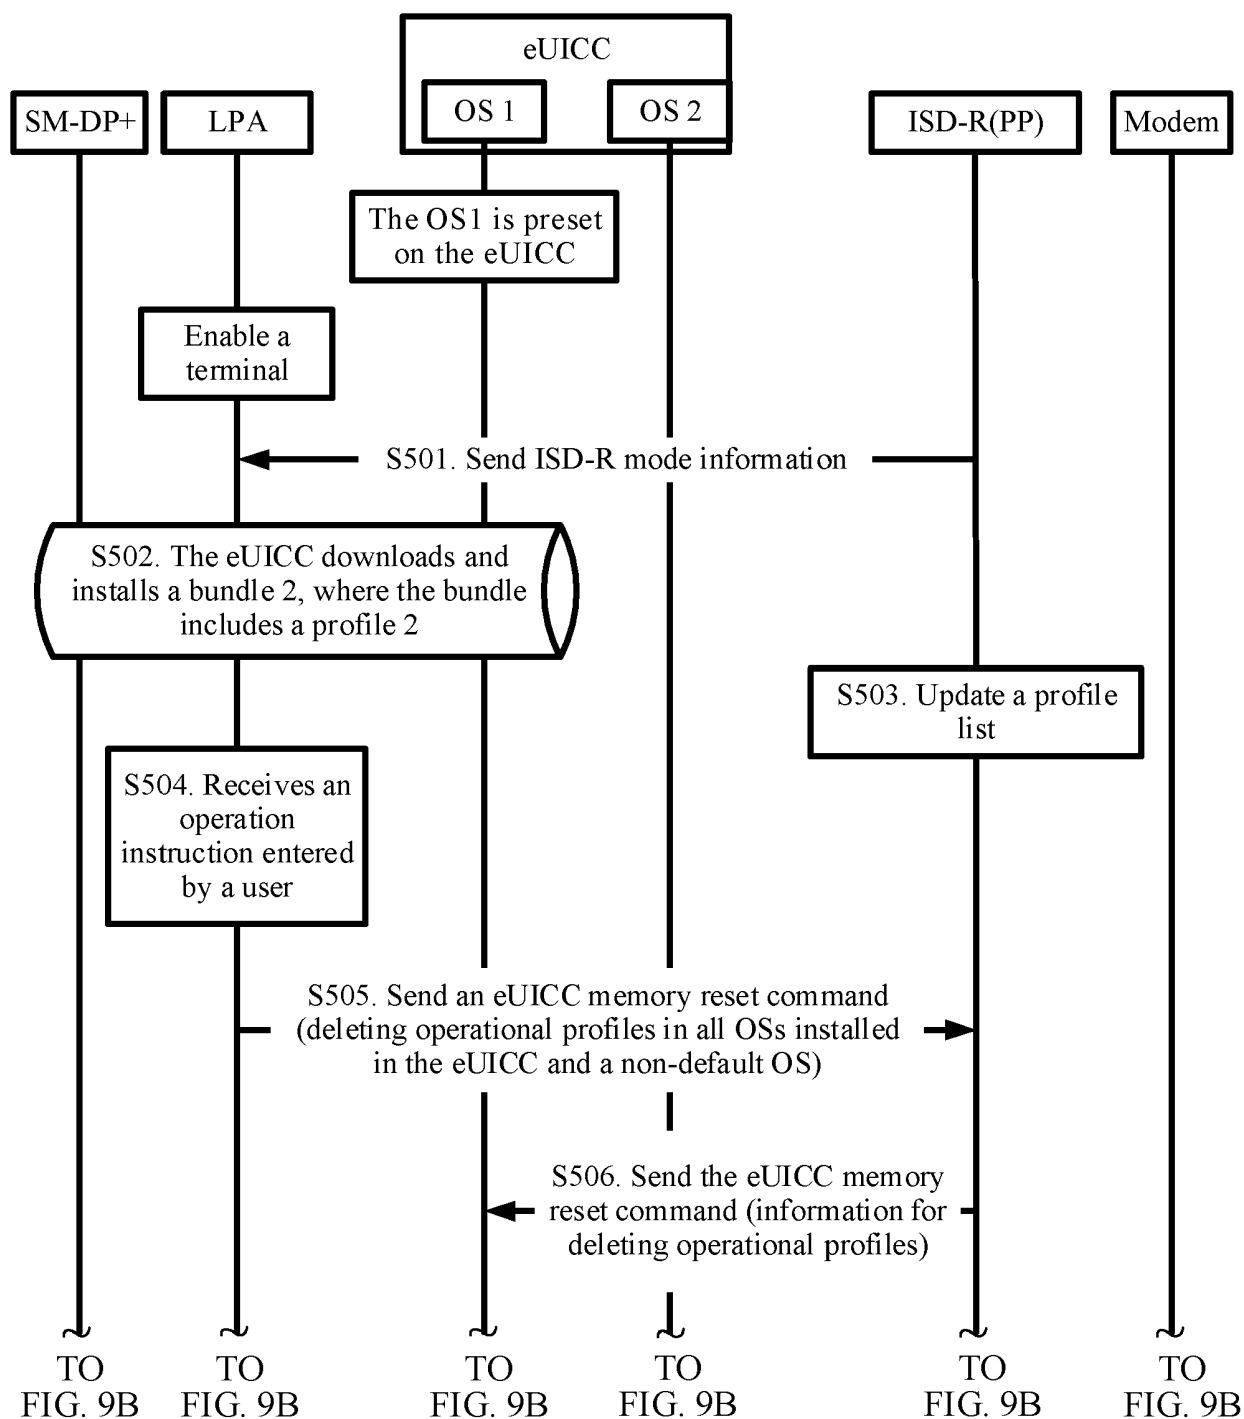 eUICC
SM-DP+
LPA
OS 1
OS 2
ISD-R(PP)
Modem
The OS1 is preset
on the eUICC
Enable a
terminal
S501. Send ISD-R mode information
S502. The eUICC downloads and
installs a bundle 2, where the bundle
includes a profile 2
S503. Update a profile
list
S504. Receives an
operation
instruction entered
by a user
S505. Send an eUICC memory reset command
(deleting operational profiles in all OSs installed
in the eUICC and a non-default OS)
S506. Send the eUICC memory
reset command (information for
deleting operational profiles)
TO
FIG. 9B
TO
FIG. 9B
TO
FIG. 9B
TO
FIG. 9B
TO
FIG. 9B
TO
FIG. 9B